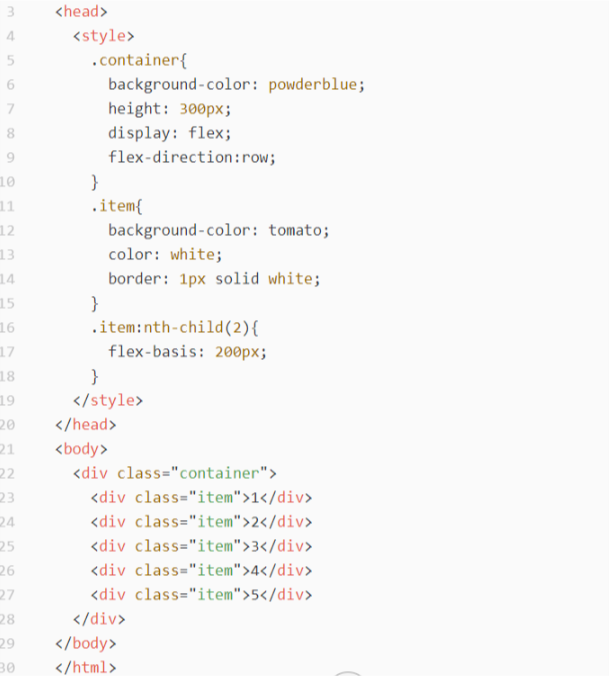 3 <head>
4 <style>
5 .container{
6 background-color: powderblue;
7 height: 300px;
8 display: flex;
9 flex-direction:row;
10 }
11 .item{
12 background-color: tomato;
13 color: white;
14 border: 1px solid white;
15 }
16 .item:nth-child(2){
17 flex-basis: 200px;
18 }
19 </style>
20 </head>
21 <body>
22 <div class="container">
23 <div class="item">1</div>
24 <div class="item">2</div>
25 <div class="item">3</div>
26 <div class="item">4</div>
27 <div class="item">5</div>
28 </div>
29 </body>
30 </html>